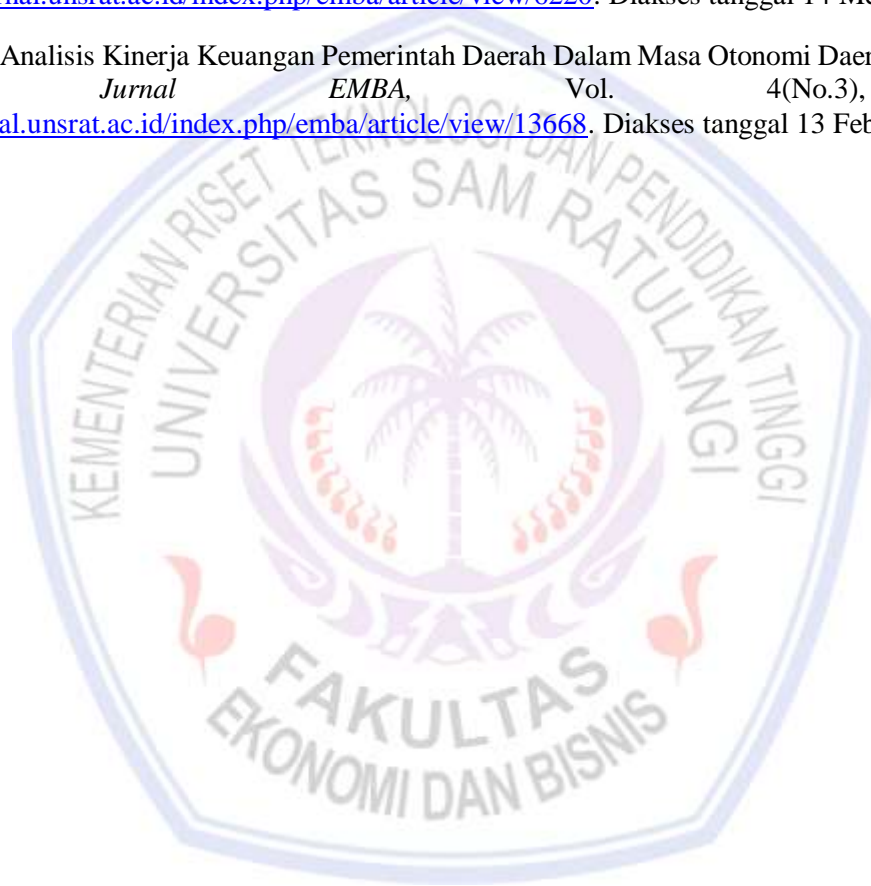 nal.unsrat.ac.id/index.php/emba/article/view/8220. Diakses tanggal 14 Me
Analisis Kinerja Keuangan Pemerintah Daerah Dalam Masa Otonomi Daer
Jurnal EMBA, Vol. 4(No.3),
al.unsrat.ac.id/index.php/emba/article/view/13668. Diakses tanggal 13 Feb
KEMENTERIAN RISET TEKNOLOGI DAN PENDIDIKAN TINGGI
UNIVERSITAS SAM RATULANGI
FAKULTAS
EKONOMI DAN BISNIS